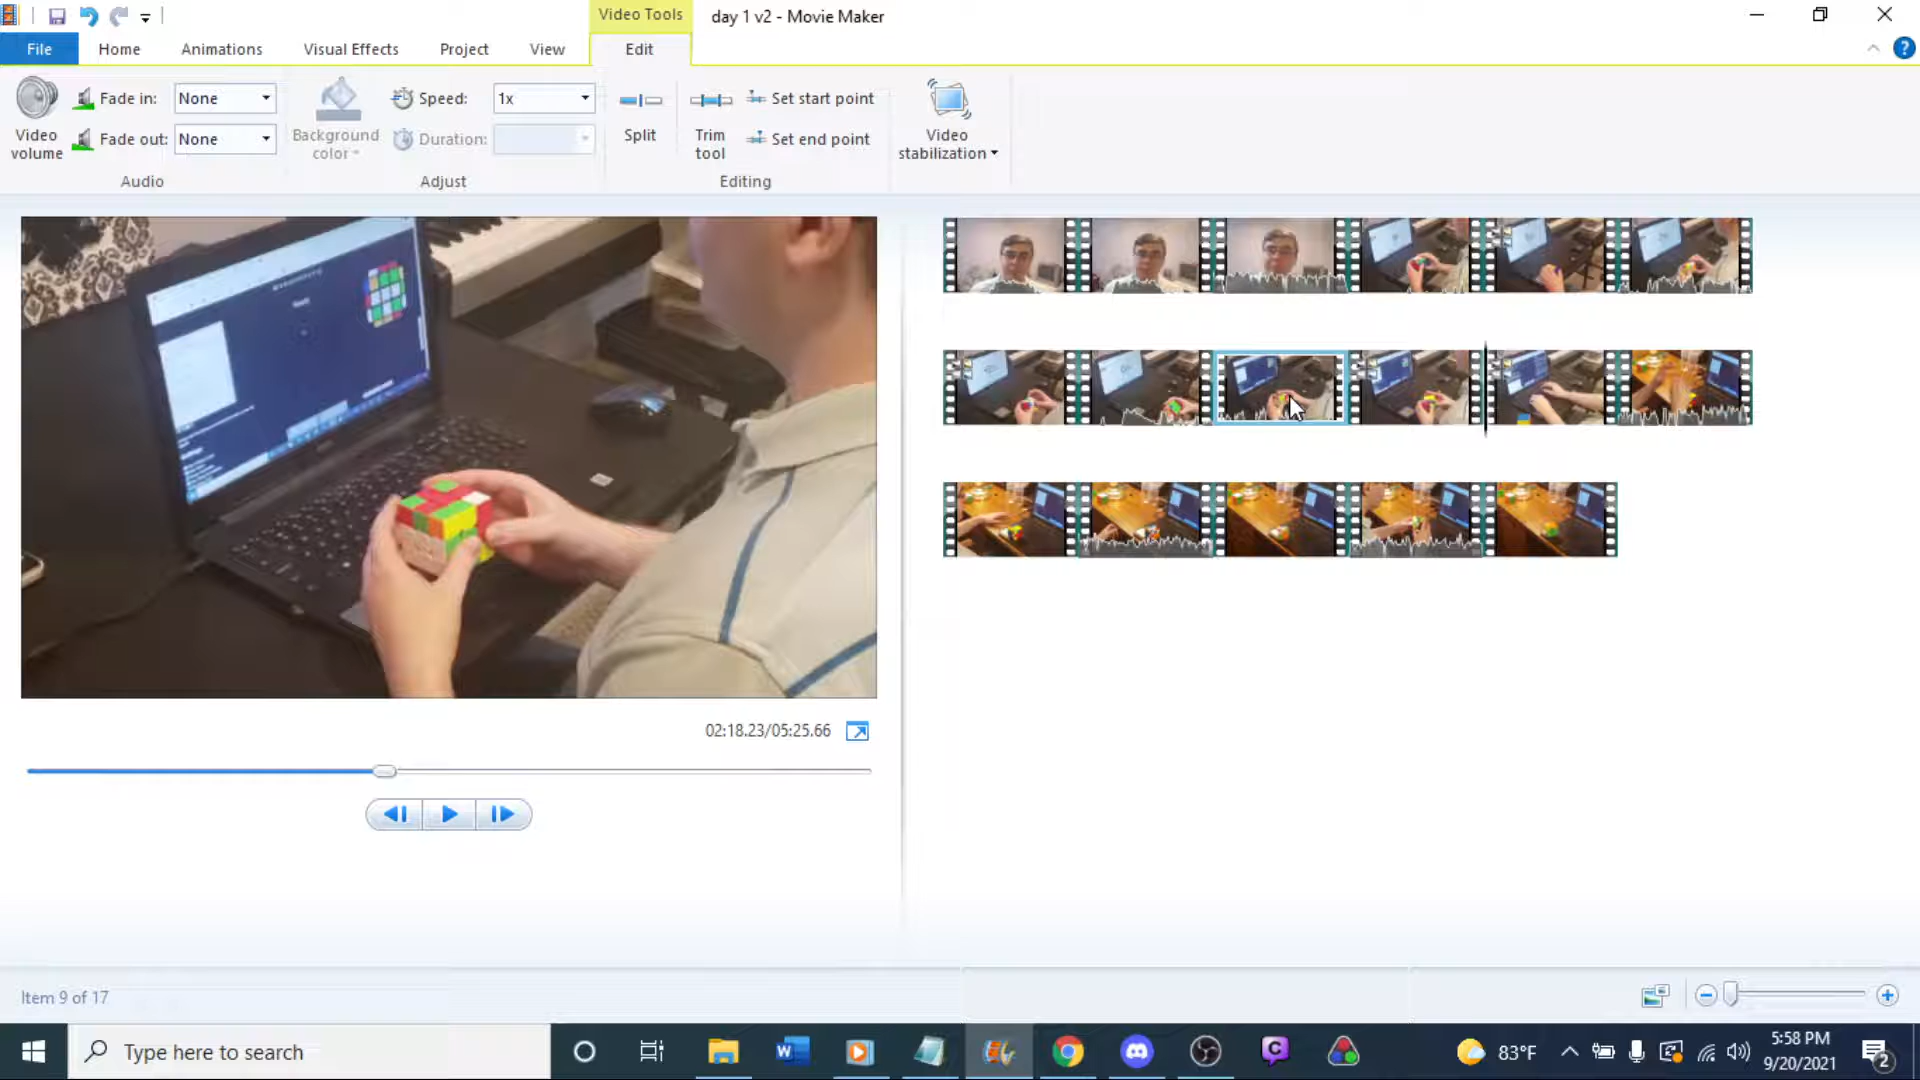 Video Tools
day 1 v2 - Movie Maker
File
Home
Animations
Visual Effects
Project
View
Edit
Video
volume
Fade in:
None
Fade out:
None
Audio
Background
color
Speed:
1x
Duration:
Adjust
Split
Trim
tool
Set start point
Set end point
Editing
Video
stabilization
02:18.23/05:25.66
Item 9 of 17
Type here to search
83°F
5:58 PM
9/20/2021
2